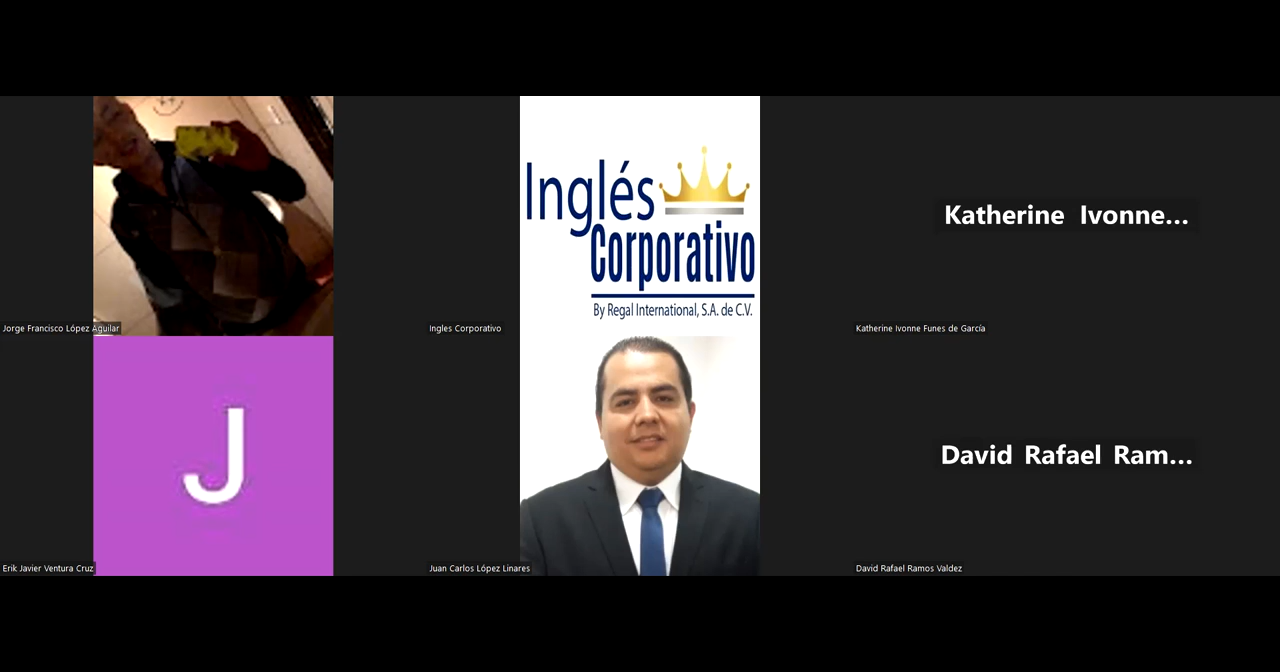 Inglés
Corporativo
By Regal International, S.A. de C.V.
Katherine Ivonne...
Jorge Francisco López Aguilar
Ingles Corporativo
Katherine Ivonne Funes de García
J
David Rafael Ram...
Erik Javier Ventura Cruz
Juan Carlos López Linares
David Rafael Ramos Valdez